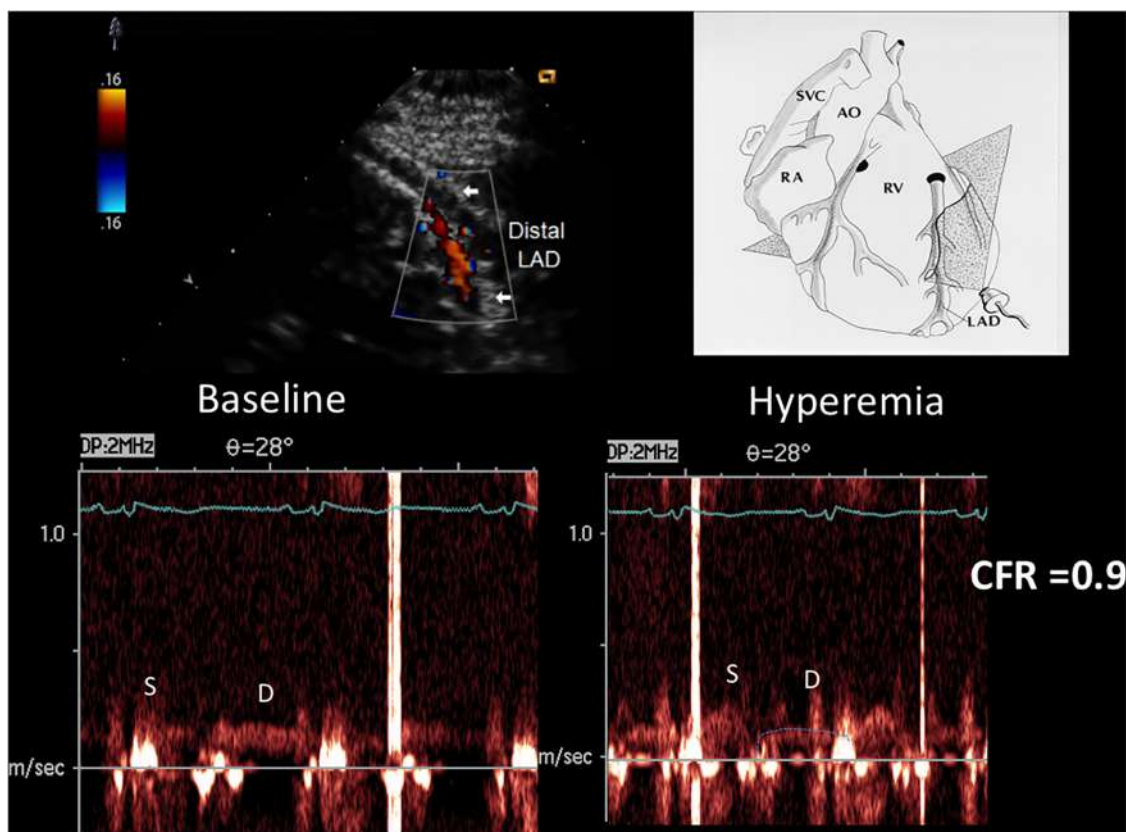 .16
.16
Distal
LAD
SVC
AO
RA
RV
LAD
Baseline
Hyperemia
DP:2MHz
θ=28°
1.0
S
D
m/sec
DP:2MHz
θ=28°
1.0
S
D
m/sec
CFR =0.9